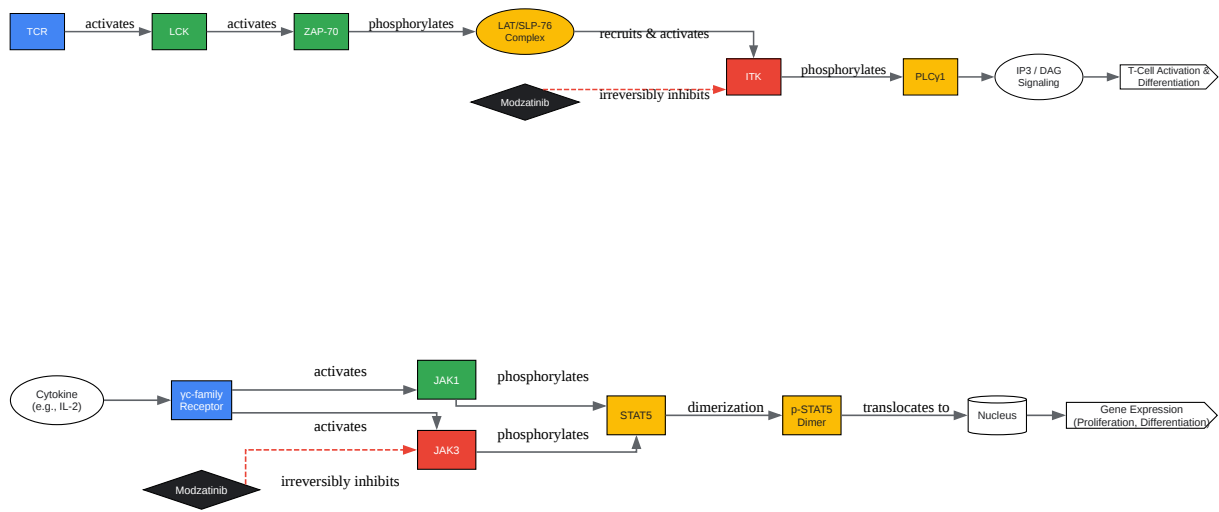 TCR
activates
LCK
activates
ZAP-70
phosphorylates
LAT/SLP-76
Complex
recruits & activates
ITK
phosphorylates
PLCγ1
IP3 / DAG
Signaling
T-Cell Activation &
Differentiation
Modzatinib
irreversibly inhibits
Cytokine
(e.g., IL-2)
γc-family
Receptor
activates
JAK1
phosphorylates
activates
JAK3
phosphorylates
STAT5
dimerization
p-STAT5
Dimer
translocates to
Nucleus
Gene Expression
(Proliferation, Differentiation)
Modzatinib
irreversibly inhibits